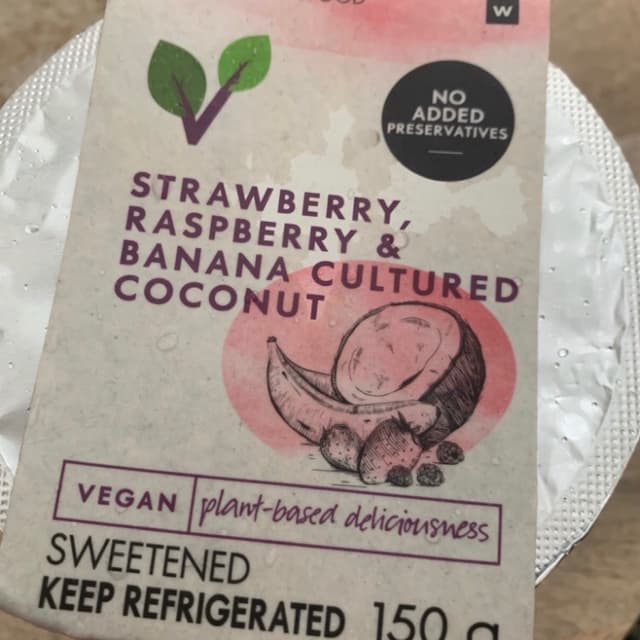 W
NO
ADDED
PRESERVATIVES
STRAWBERRY,
RASPBERRY &
BANANA CULTURED
COCONUT
VEGAN plant-based deliciousness
SWEETENED
KEEP REFRIGERATED 150 g